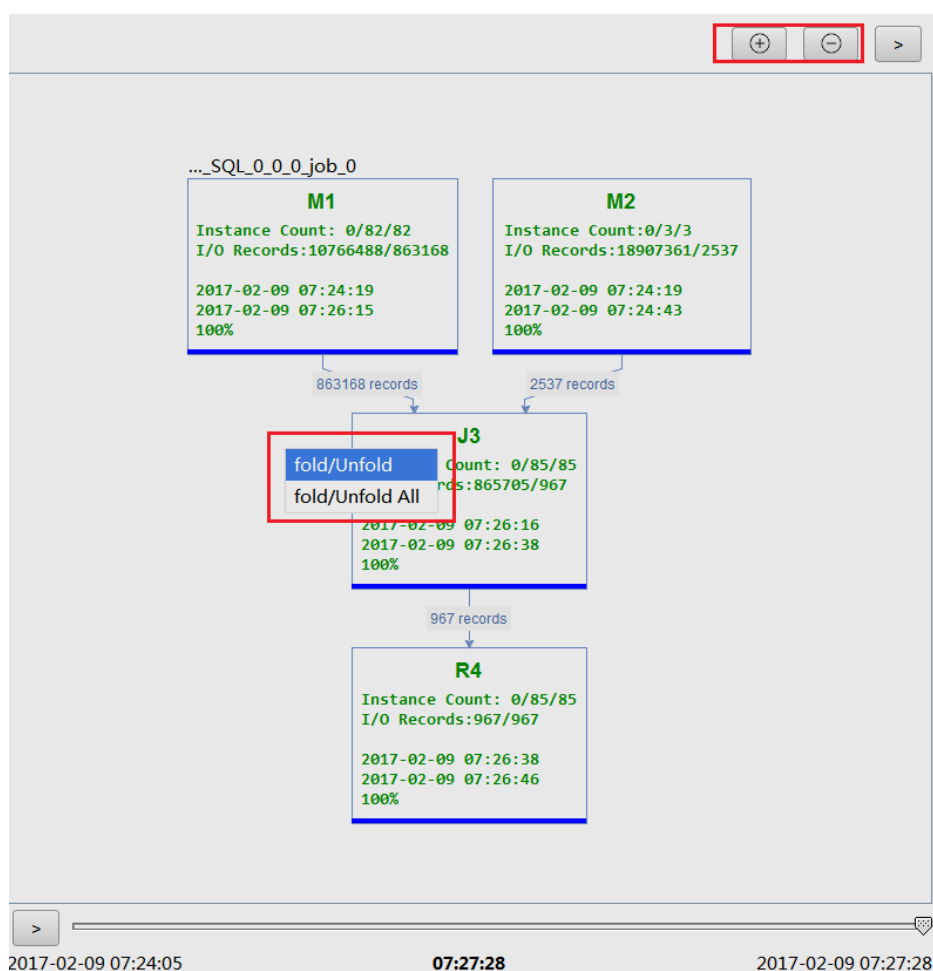 >
..._SQL_0_0_0_job_0
M1
Instance Count: 0/82/82
I/O Records:10766488/863168
2017-02-09 07:24:19
2017-02-09 07:26:15
100%
M2
Instance Count:0/3/3
I/O Records:18907361/2537
2017-02-09 07:24:19
2017-02-09 07:24:43
100%
863168 records
2537 records
J3
Count: 0/85/85
rds:865705/967
fold/Unfold
fold/Unfold All
2017-02-09 07:26:16
2017-02-09 07:26:38
100%
967 records
R4
Instance Count: 0/85/85
I/O Records:967/967
2017-02-09 07:26:38
2017-02-09 07:26:46
100%
>
2017-02-09 07:24:05
07:27:28
2017-02-09 07:27:28